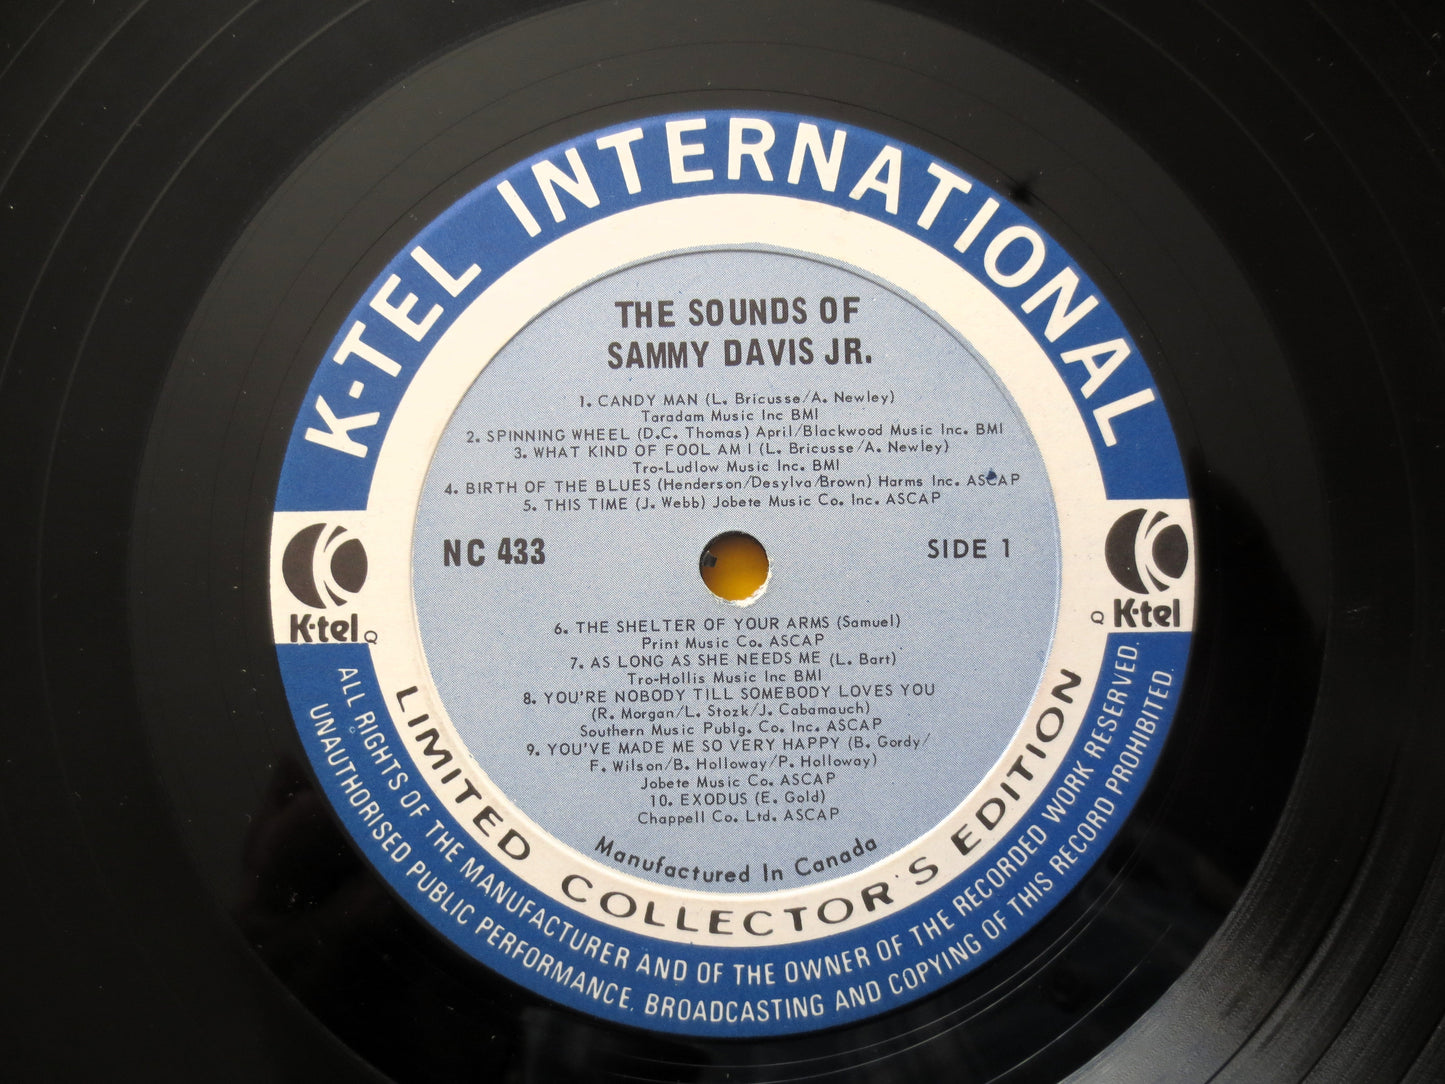 K-TEL INTERNATIONAL
THE SOUNDS OF
SAMMY DAVIS JR.
1. CANDY MAN (L. Bricusse/A. Newley)
Taradam Music Inc BMI
2. SPINNING WHEEL (D.C. Thomas) April/Blackwood Music Inc. BMI
3. WHAT KIND OF FOOL AM I (L. Bricusse/A. Newley)
Tro-Ludlow Music Inc. BMI
4. BIRTH OF THE BLUES (Henderson/Desylva/Brown) Harms Inc. ASCAP
5. THIS TIME (J. Webb) Jobete Music Co. Inc. ASCAP
NC 433
SIDE 1
K-tel
K-tel
6. THE SHELTER OF YOUR ARMS (Samuel)
Print Music Co. ASCAP
7. AS LONG AS SHE NEEDS ME (L. Bart)
Tro-Hollis Music Inc BMI
8. YOU'RE NOBODY TILL SOMEBODY LOVES YOU
(R. Morgan/L. Stozk/J. Cabamauch)
Southern Music Publg. Co. Inc. ASCAP
9. YOU'VE MADE ME SO VERY HAPPY (B. Gordy/
F. Wilson/B. Holloway/P. Holloway)
Jobete Music Co. ASCAP
10. EXODUS (E. Gold)
Chappell Co. Ltd. ASCAP
Manufactured In Canada
LIMITED COLLECTOR'S EDITION
ALL RIGHTS OF THE MANUFACTURER AND OF THE OWNER OF THE RECORDED WORK RESERVED.
UNAUTHORISED PUBLIC PERFORMANCE, BROADCASTING AND COPYING OF THIS RECORD PROHIBITED.